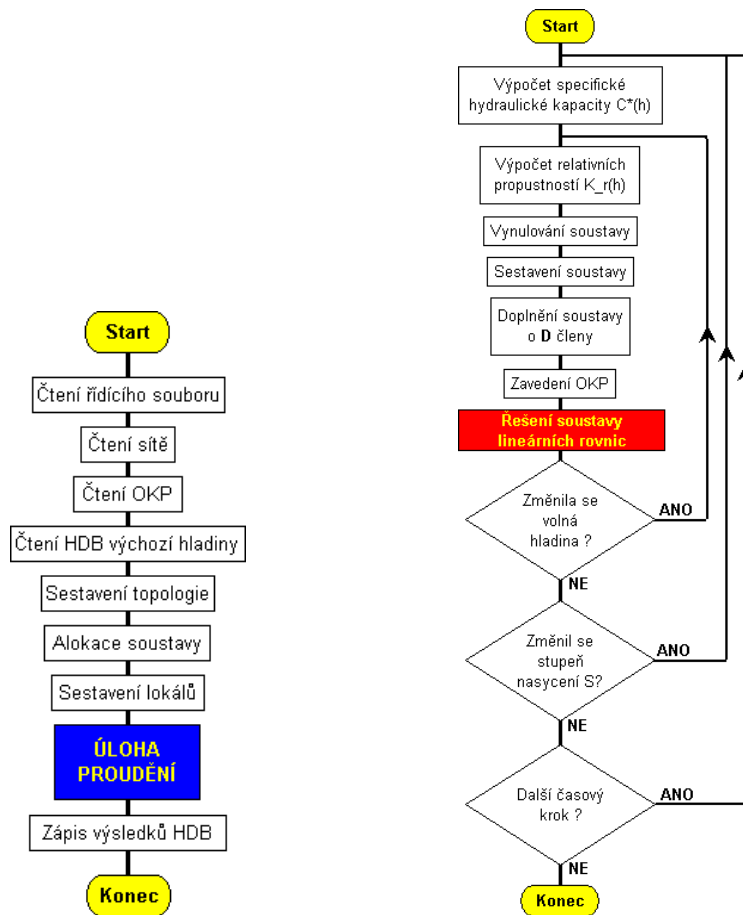 Start
Čtení řídícího souboru
Čtení sítě
Čtení OKP
Čtení HDB výchozí hladiny
Sestavení topologie
Alokace soustavy
Sestavení lokálů
ÚLOHA
PROUDĚNÍ
Zápis výsledků HDB
Konec
Start
Výpočet specifické
hydraulické kapacity C*(h)
Výpočet relativních
propustností K_r(h)
Vynulování soustavy
Sestavení soustavy
Doplnění soustavy
o D členy
Zavedení OKP
Řešení soustavy
lineárních rovnic
Změnila se
volná
hladina ?
ANO
NE
Změnil se
stupeň
nasycení S?
ANO
NE
Další časový
krok ?
ANO
NE
Konec